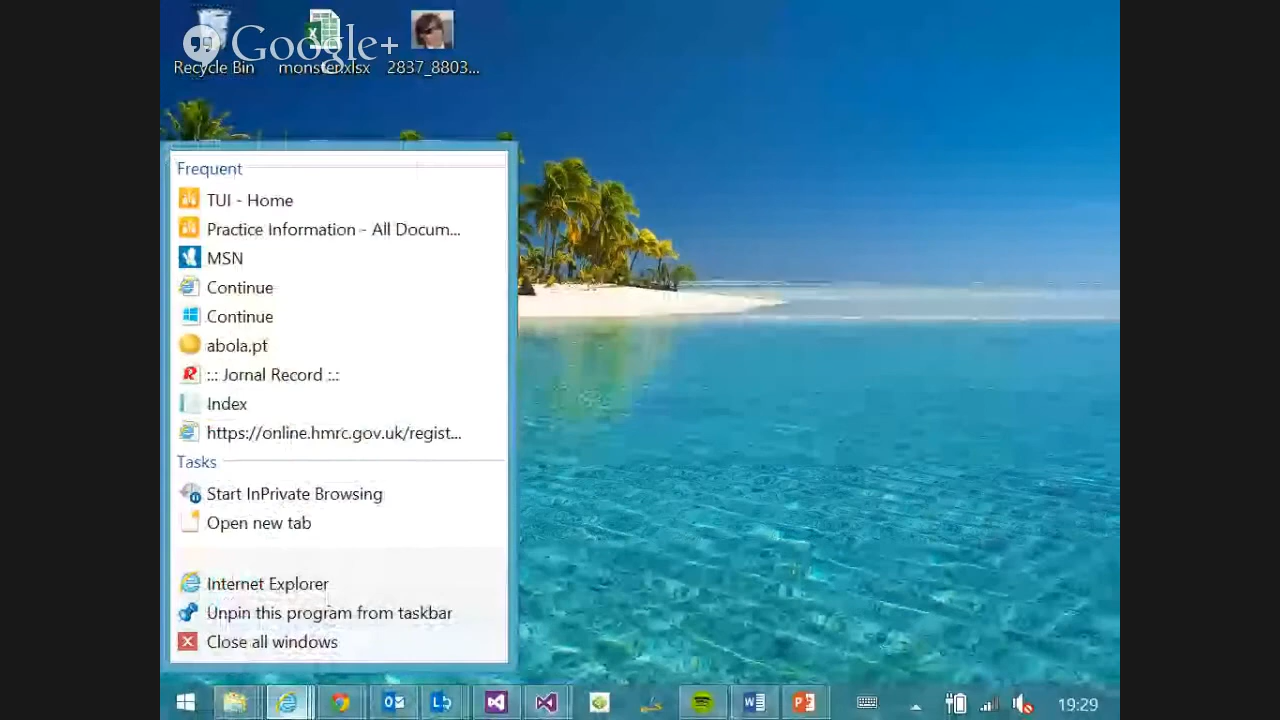 Google+
Recycle Bin
monster.xlsx
2837_8803...
Frequent
TUI - Home
Practice Information - All Docum...
MSN
Continue
Continue
abola.pt
::: Jornal Record :::
Index
https://online.hmrc.gov.uk/regist...
Tasks
Start InPrivate Browsing
Open new tab
Internet Explorer
Unpin this program from taskbar
Close all windows
19:29